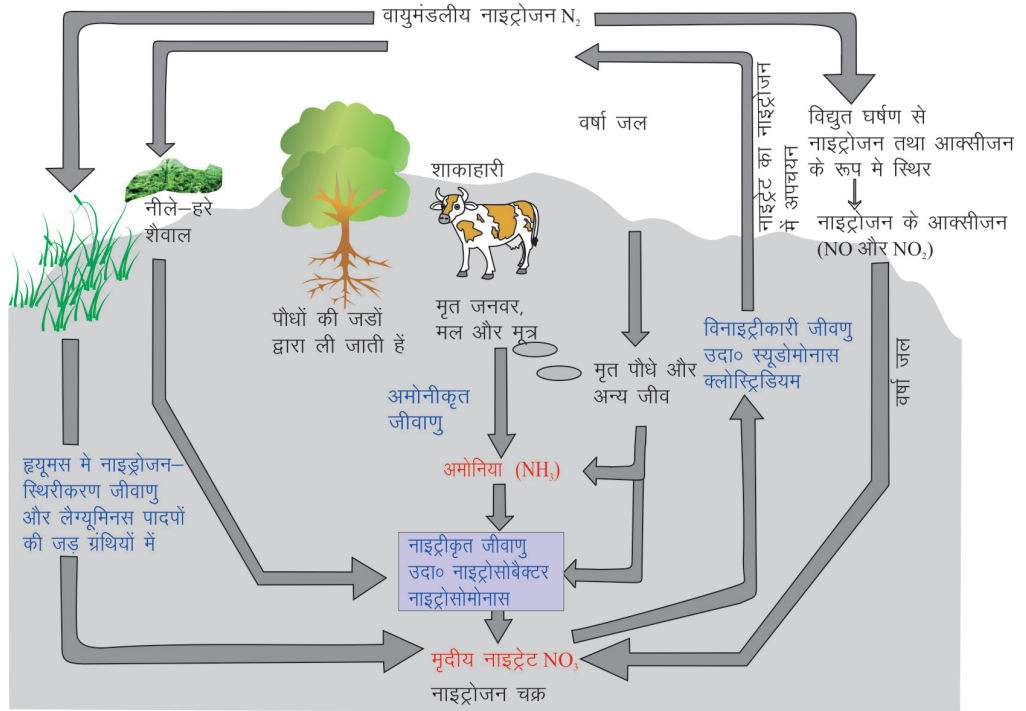 वायुमंडलीय नाइट्रोजन N₂
वर्षा जल
नाइट्रेट का नाइट्रोजन
में अपचयन
विद्युत घर्षण से
नाइट्रोजन तथा आक्सीजन
के रूप मे स्थिर
नाइट्रोजन के आक्सीजन
(NO और NO₂)
नीले–हरे
शैवाल
शाकाहारी
पौधों की जडों
द्वारा ली जाती हें
मृत जनवर,
मल और मूत्र
मृत पौधे और
अन्य जीव
विनाइट्रीकारी जीवणु
उदा० स्यूडोमोनास
क्लोस्ट्रिडियम
वर्षा जल
अमोनीकृत
जीवाणु
अमोनिया (NH₃)
हृयूमस मे नाइड्रोजन–
स्थिरीकरण जीवाणु
और लैग्यूमिनस पादपों
की जड़ ग्रंथियों में
नाइट्रीकृत जीवाणु
उदा० नाइट्रोसोबैक्टर
नाइट्रोसोमोनास
मृदीय नाइट्रेट NO₃
नाइट्रोजन चक्र